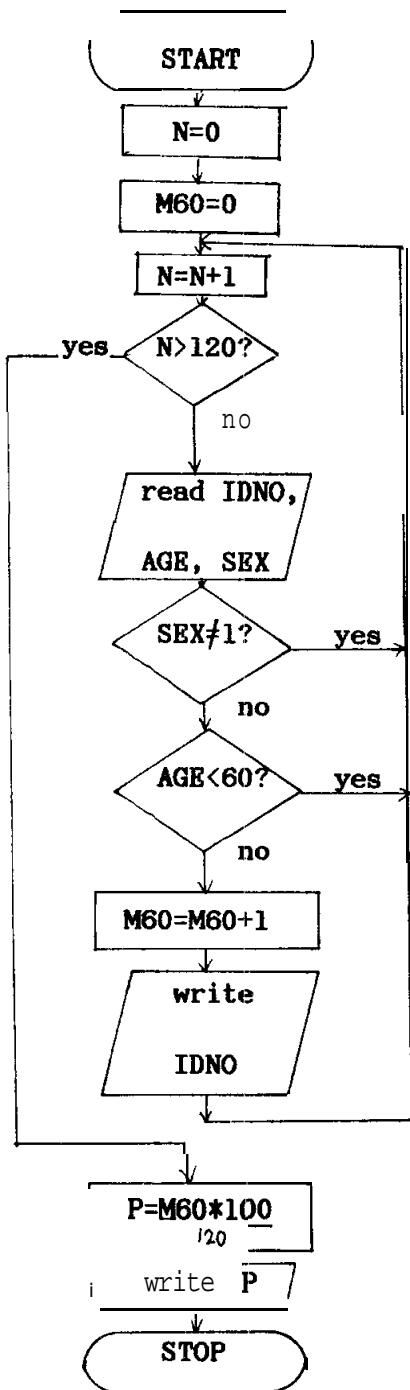 START
N=0
M60=0
N=N+1
yes N>120?
no
read IDNO,
AGE, SEX
SEX≠1? yes
no
AGE<60? yes
no
M60=M60+1
write
IDNO
P=M60*100
120
write P
STOP